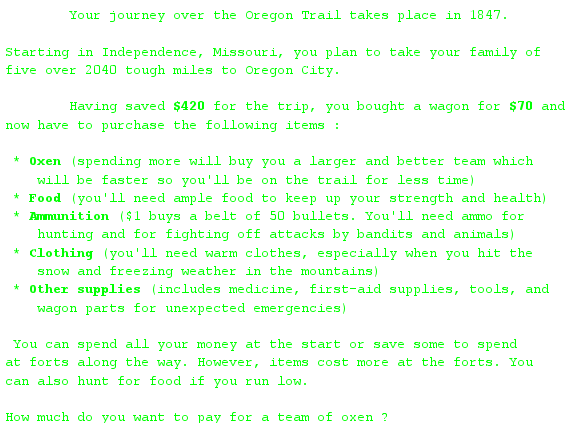 Your journey over the Oregon Trail takes place in 1847.
Starting in Independence, Missouri, you plan to take your family of
five over 2040 tough miles to Oregon City.
Having saved $420 for the trip, you bought a wagon for $70 and
now have to purchase the following items :
* Oxen (spending more will buy you a larger and better team which
will be faster so you'll be on the trail for less time)
* Food (you'll need ample food to keep up your strength and health)
* Ammunition ($1 buys a belt of 50 bullets. You'll need ammo for
hunting and for fighting off attacks by bandits and animals)
* Clothing (you'll need warm clothes, especially when you hit the
snow and freezing weather in the mountains)
* Other supplies (includes medicine, first-aid supplies, tools, and
wagon parts for unexpected emergencies)
You can spend all your money at the start or save some to spend
at forts along the way. However, items cost more at the forts. You
can also hunt for food if you run low.
How much do you want to pay for a team of oxen ?